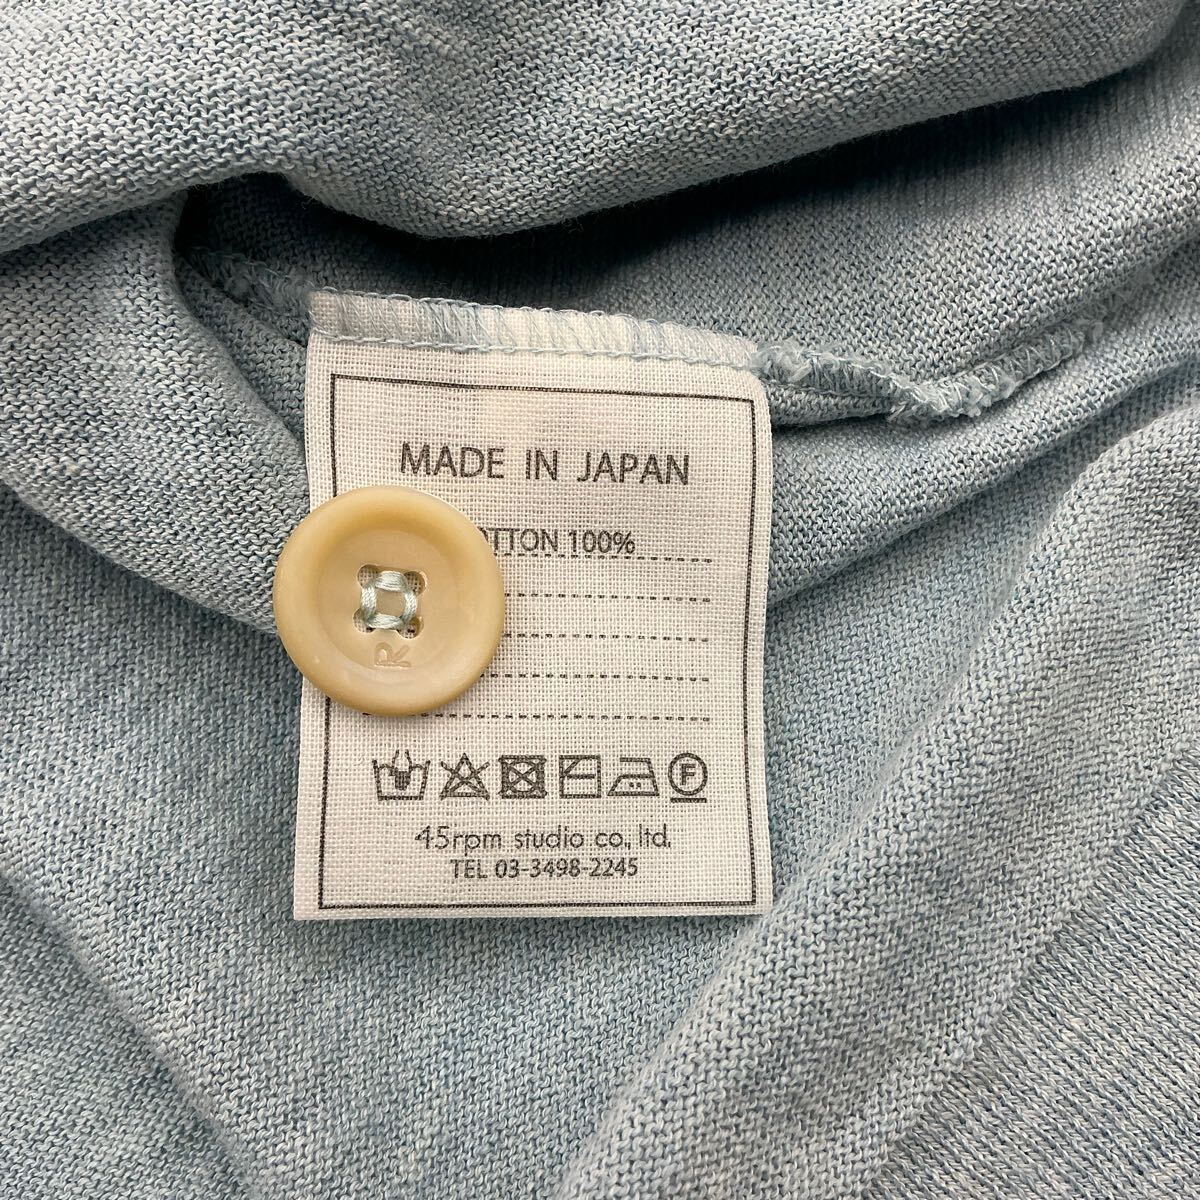 MADE IN JAPAN
OTTON 100%
R
F
45rpm studio co., ltd.
TEL 03-3498-2245